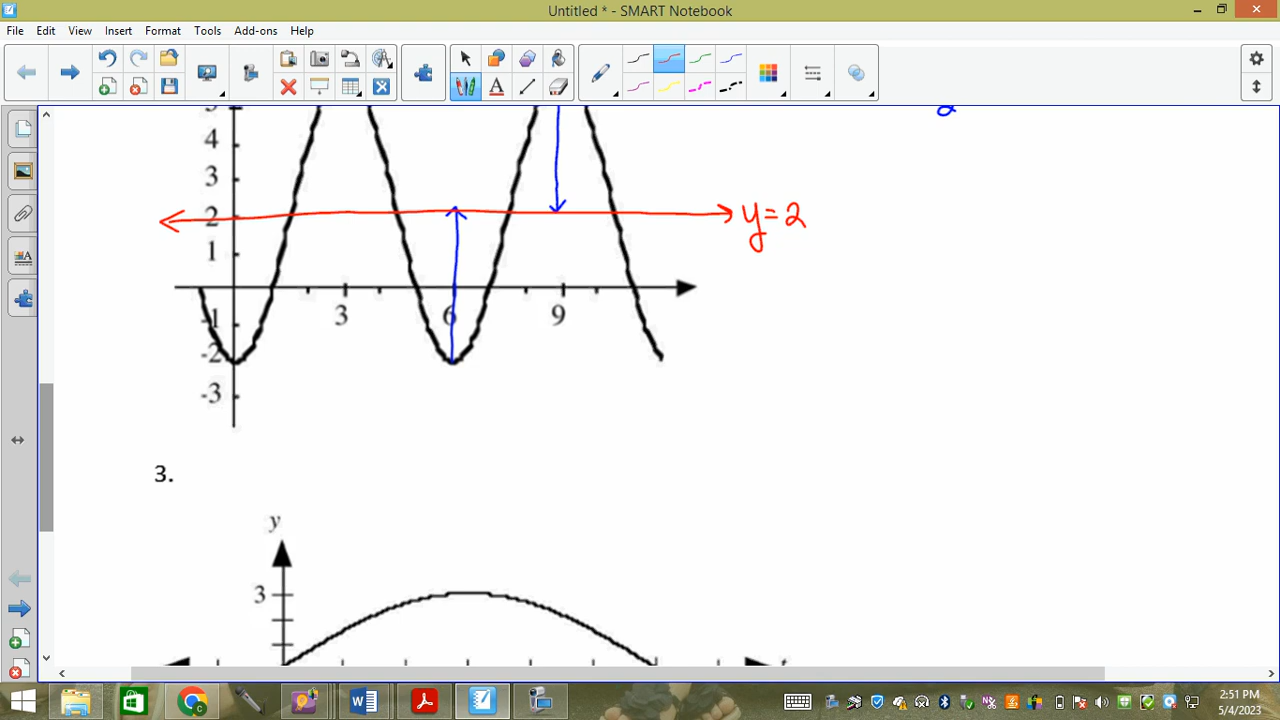 Untitled * - SMART Notebook
File Edit View Insert Format Tools Add-ons Help
4
3
2
1
-1
-2
-3
3 6 9
y=2
3.
y
3
2:51 PM
5/4/2023